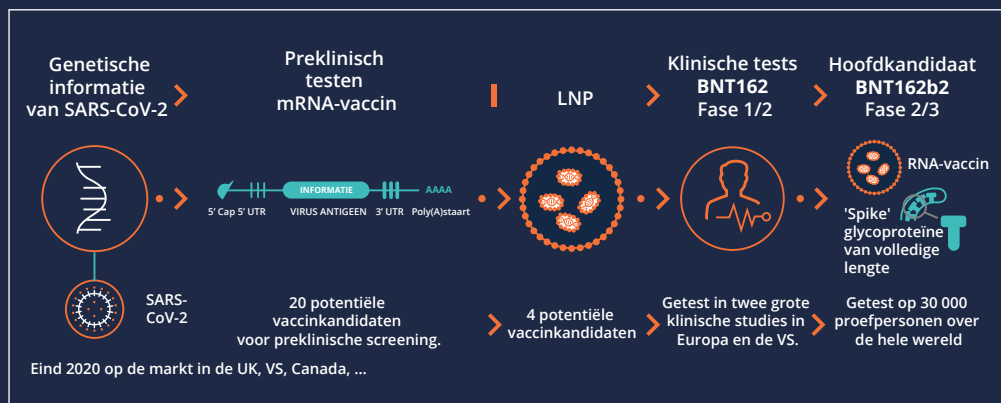 Genetische
informatie
van SARS-CoV-2
Preklinisch
testen
mRNA-vaccin
LNP
Klinische tests
BNT162
Fase 1/2
Hoofdkandidaat
BNT162b2
Fase 2/3
INFORMATIE
AAAA
5' Cap 5' UTR
VIRUS ANTIGEEN
3' UTR
Poly(A)staart
RNA-vaccin
'Spike'
glycoproteïne
van volledige
lengte
SARS-
CoV-2
20 potentiële
vaccinkandidaten
voor preklinische screening.
4 potentiële
vaccinkandidaten
Getest in twee grote
klinische studies in
Europa en de VS.
Getest op 30 000
proefpersonen over
de hele wereld
Eind 2020 op de markt in de UK, VS, Canada, ...